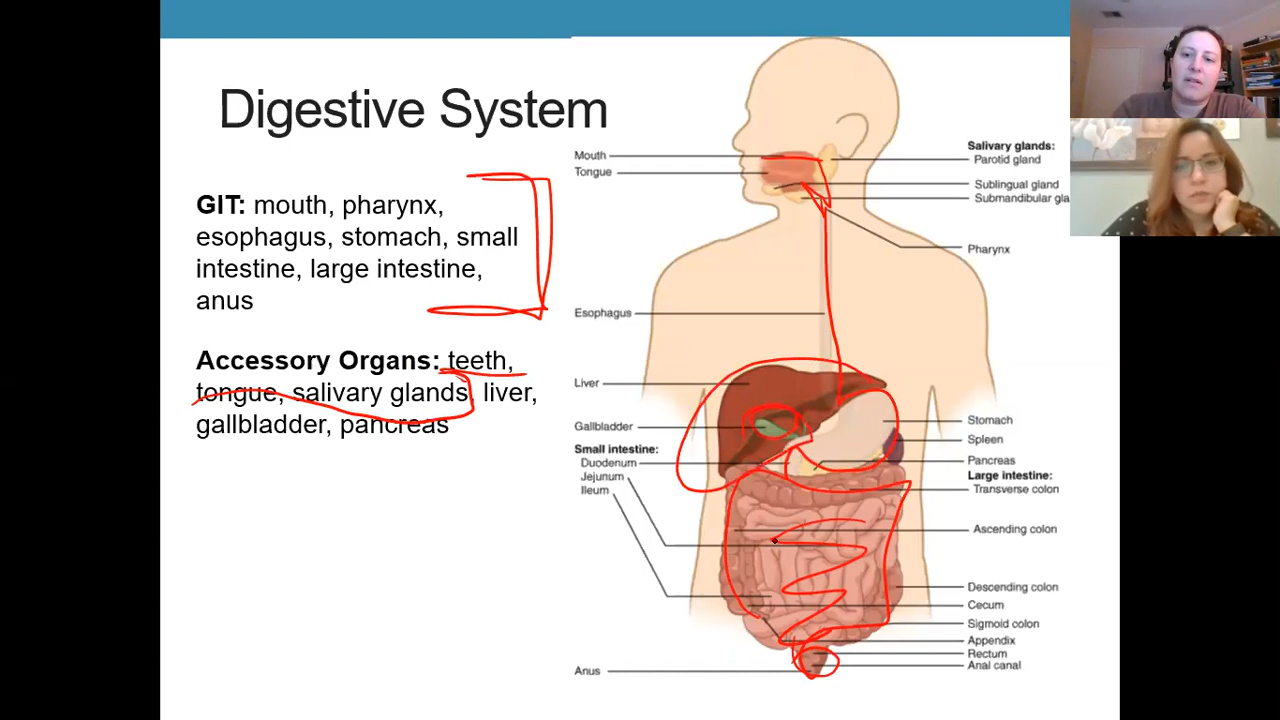 Digestive System
GIT: mouth, pharynx,
esophagus, stomach, small
intestine, large intestine,
anus
Accessory Organs: teeth,
tongue, salivary glands, liver,
gallbladder, pancreas
Mouth
Tongue
Esophagus
Liver
Gallbladder
Small intestine:
Duodenum
Jejunum
Ileum
Anus
Salivary glands:
Parotid gland
Sublingual gland
Submandibular gla
Pharynx
Stomach
Spleen
Pancreas
Large intestine:
Transverse colon
Ascending colon
Descending colon
Cecum
Sigmoid colon
Appendix
Rectum
Anal canal